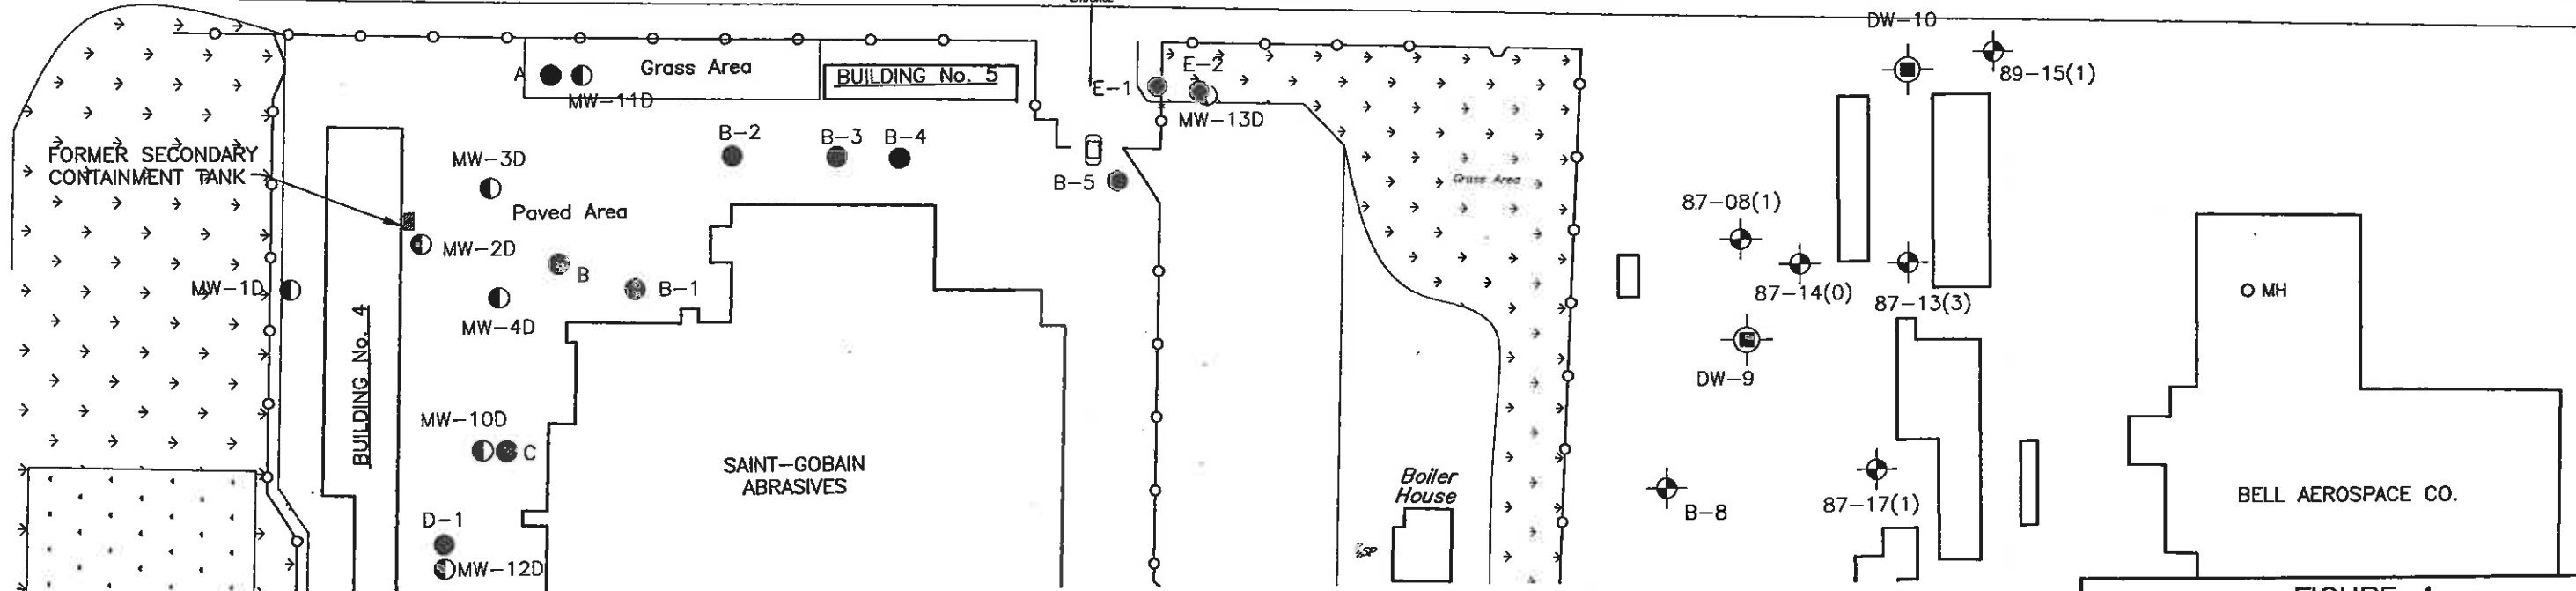 DW-10
89-15(1)
A
MW-11D
Grass Area
BUILDING No. 5
E-1
E-2
MW-13D
FORMER SECONDARY
CONTAINMENT TANK
MW-3D
B-2
B-3
B-4
B-5
Grass Area
Paved Area
87-08(1)
MW-2D
B
B-1
MW-1D
MW-4D
87-14(0)
87-13(3)
MH
BUILDING No. 4
DW-9
MW-10D
C
SAINT-GOBAIN
ABRASIVES
Boiler
House
B-8
87-17(1)
BELL AEROSPACE CO.
D-1
SP
MW-12D